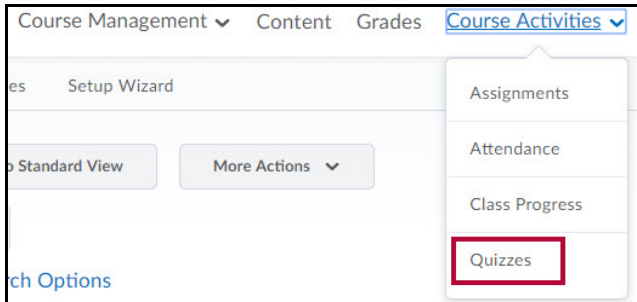 Course Management Content Grades Course Activities
es Setup Wizard
Assignments
o Standard View More Actions
Attendance
Class Progress
Quizzes
rch Options